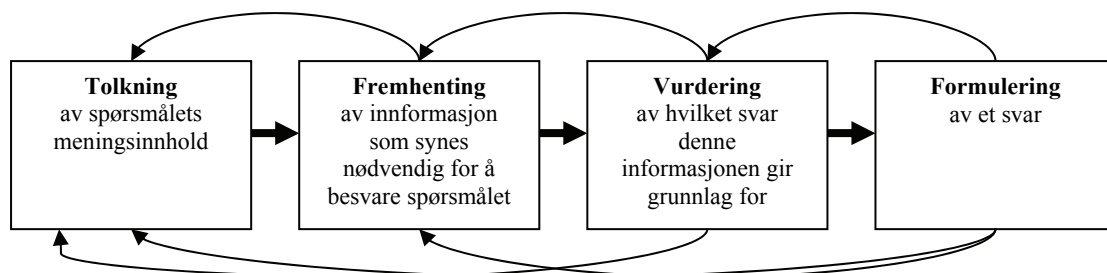 Tolkning
av spørsmålets
meningsinnhold
Fremhenting
av innformasjon
som synes
nødvendig for å
besvare spørsmålet
Vurdering
av hvilket svar
denne
informasjonen gir
grunnlag for
Formulering
av et svar